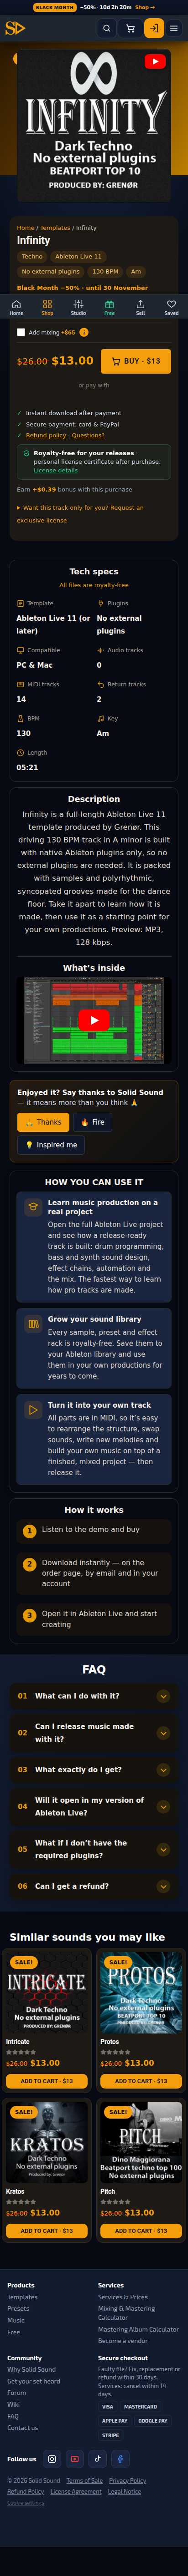 BLACK MONTH −50% · 10d 2h 20m Shop →
INFINITY
Dark Techno
No external plugins
PRODUCED BY: GRENØR
Home / Templates / Infinity
Infinity
Techno Ableton Live 11
No external plugins 130 BPM Am
Black Month −50% · until 30 November
Home Shop Studio Free Sell Saved
Add mixing +$65 i
$26.00 $13.00 BUY · $13
or pay with
✓ Instant download after payment
✓ Secure payment: card & PayPal
✓ Refund policy · Questions?
Royalty-free for your releases ·
personal license certificate after purchase.
License details
Earn +$0.39 bonus with this purchase
▸ Want this track only for you? Request an
exclusive license
Tech specs
All files are royalty-free
Template
Ableton Live 11 (or
later)
Plugins
No external
plugins
Compatible
PC & Mac
Audio tracks
0
MIDI tracks
14
Return tracks
2
BPM
130
Key
Am
Length
05:21
Description
Infinity is a full-length Ableton Live 11
template produced by Grenør. This
driving 130 BPM track in A minor is built
with native Ableton plugins only, so no
external plugins are needed. It is packed
with samples and polyrhythmic,
syncopated grooves made for the dance
floor. Take it apart to learn how it is
made, then use it as a starting point for
your own productions. Preview: MP3,
128 kbps.
What's inside
Enjoyed it? Say thanks to Solid Sound
— it means more than you think 🙏
Thanks 🔥 Fire
💡 Inspired me
HOW YOU CAN USE IT
Learn music production on a
real project
Open the full Ableton Live project
and see how a release-ready
track is built: drum programming,
bass and synth sound design,
effect chains, automation and
the mix. The fastest way to learn
how pro tracks are made.
Grow your sound library
Every sample, preset and effect
rack is royalty-free. Save them to
your Ableton library and use
them in your own productions for
years to come.
Turn it into your own track
All parts are in MIDI, so it's easy
to rearrange the structure, swap
sounds, write new melodies and
build your own music on top of a
finished, mixed project — then
release it.
How it works
1 Listen to the demo and buy
2 Download instantly — on the
order page, by email and in your
account
3 Open it in Ableton Live and start
creating
FAQ
01 What can I do with it?
02 Can I release music made
with it?
03 What exactly do I get?
04 Will it open in my version of
Ableton Live?
05 What if I don't have the
required plugins?
06 Can I get a refund?
Similar sounds you may like
SALE!
INTRICATE
Dark Techno
No external plugins
PRODUCED BY: GRENØR
Intricate
$26.00 $13.00
ADD TO CART · $13
SALE!
PROTOS
Dark Techno
BEATPORT TOP 10
No external plugins
Protos
$26.00 $13.00
ADD TO CART · $13
SALE!
KRATOS
Dark Techno
No external plugins
Kratos
$26.00 $13.00
ADD TO CART · $13
SALE!
PITCH
Dino Maggiorana
Beatport techno top 100
No external plugins
Pitch
$26.00 $13.00
ADD TO CART · $13
Products
Templates
Presets
Music
Free
Services
Services & Prices
Mixing & Mastering
Calculator
Mastering Album Calculator
Become a vendor
Community
Why Solid Sound
Get your set heard
Forum
Wiki
FAQ
Contact us
Secure checkout
Faulty file? Fix, replacement or
refund within 30 days.
Services: cancel within 14
days.
VISA MASTERCARD
APPLE PAY GOOGLE PAY
STRIPE
Follow us
© 2026 Solid Sound Terms of Sale Privacy Policy
Refund Policy License Agreement Legal Notice
Cookie settings